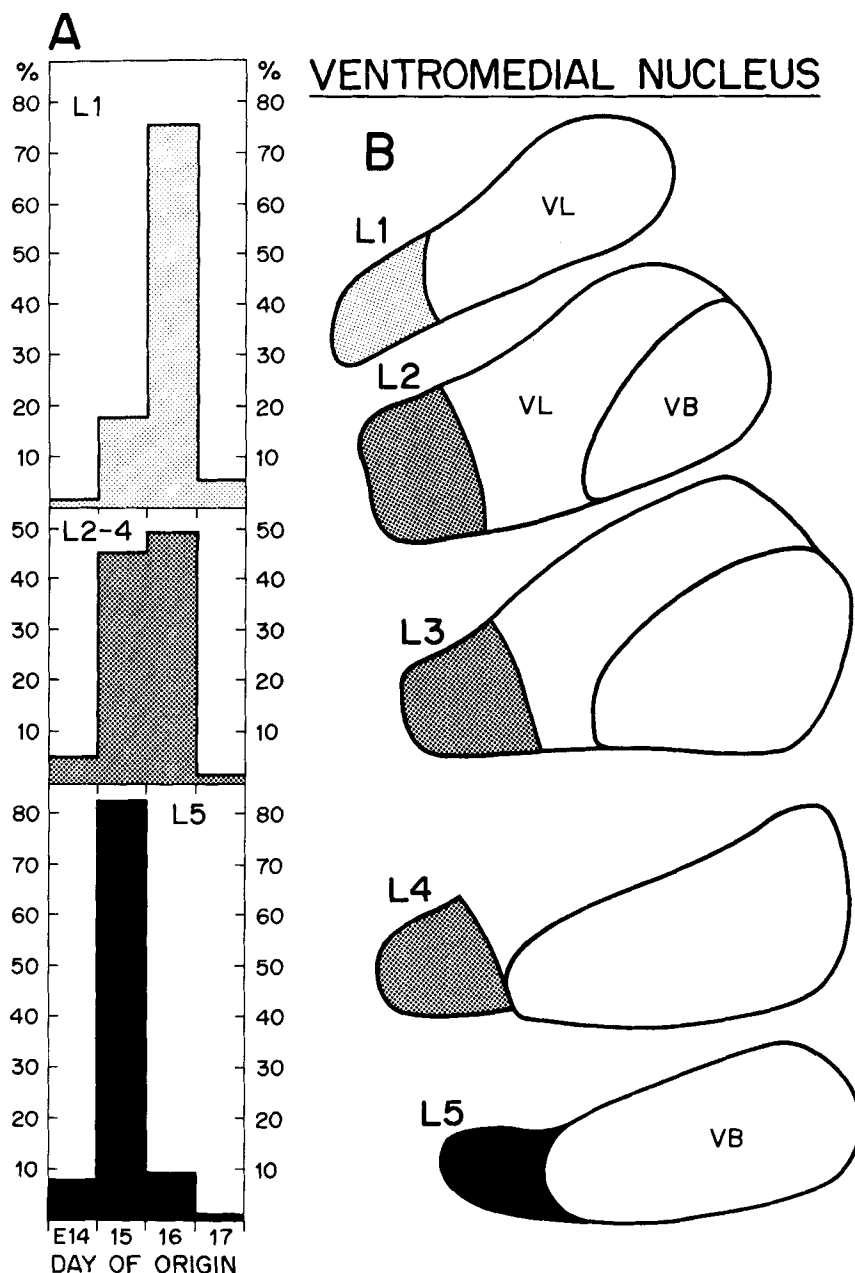 A
VENTROMEDIAL NUCLEUS
% %
80 80
L1
70 70
60 60
50 50
40 40
30 30
20 20
10 10
50 L2-4 50
40 40
30 30
20 20
10 10
80 L5 80
70 70
60 60
50 50
40 40
30 30
20 20
10 10
E14 15 16 17
DAY OF ORIGIN
B
L1
VL
L2
VL
VB
L3
L4
L5
VB